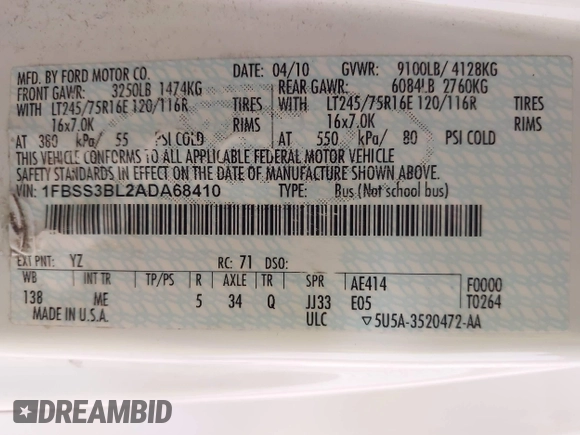 MFD. BY FORD MOTOR CO. DATE: 04/10 GVWR: 9100LB/ 4128KG
FRONT GAWR: 3250LB 1474KG REAR GAWR: 6084LB 2760KG
WITH LT245/75R16E 120/116R TIRES WITH LT245/75R16E 120/116R TIRES
16x7.0K RIMS 16x7.0K RIMS
AT 380 kPa/ 55 PSI COLD AT 550 kPa/ 80 PSI COLD
THIS VEHICLE CONFORMS TO ALL APPLICABLE FEDERAL MOTOR VEHICLE
SAFETY STANDARDS IN EFFECT ON THE DATE OF MANUFACTURE SHOWN ABOVE.
VIN: 1FBSS3BL2ADA68410 TYPE: Bus (Not school bus)
EXT PNT: YZ RC: 71 DSO:
WB INT TR TP/PS R AXLE TR SPR AE414 F0000
138 ME 5 34 Q JJ33 E05 T0264
MADE IN U.S.A. ULC ▽5U5A-3520472-AA
DREAMBID